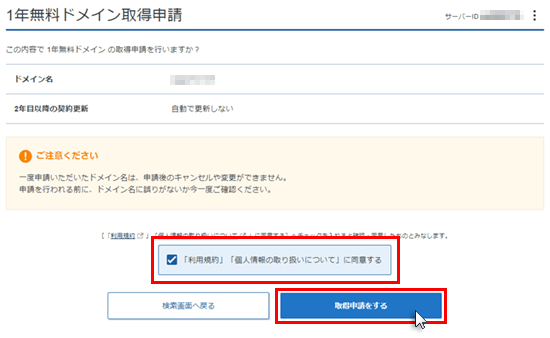 1年無料ドメイン取得申請
サーバーID
この内容で 1年無料ドメイン の取得申請を行いますか？
ドメイン名
2年目以降の契約更新 自動で更新しない
ご注意ください
一度申請いただいたドメイン名は、申請後のキャンセルや変更ができません。
申請を行われる前に、ドメイン名に誤りがないか今一度ご確認ください。
「利用規約」「個人情報の取り扱いについて」に同意する
検索画面へ戻る 取得申請をする